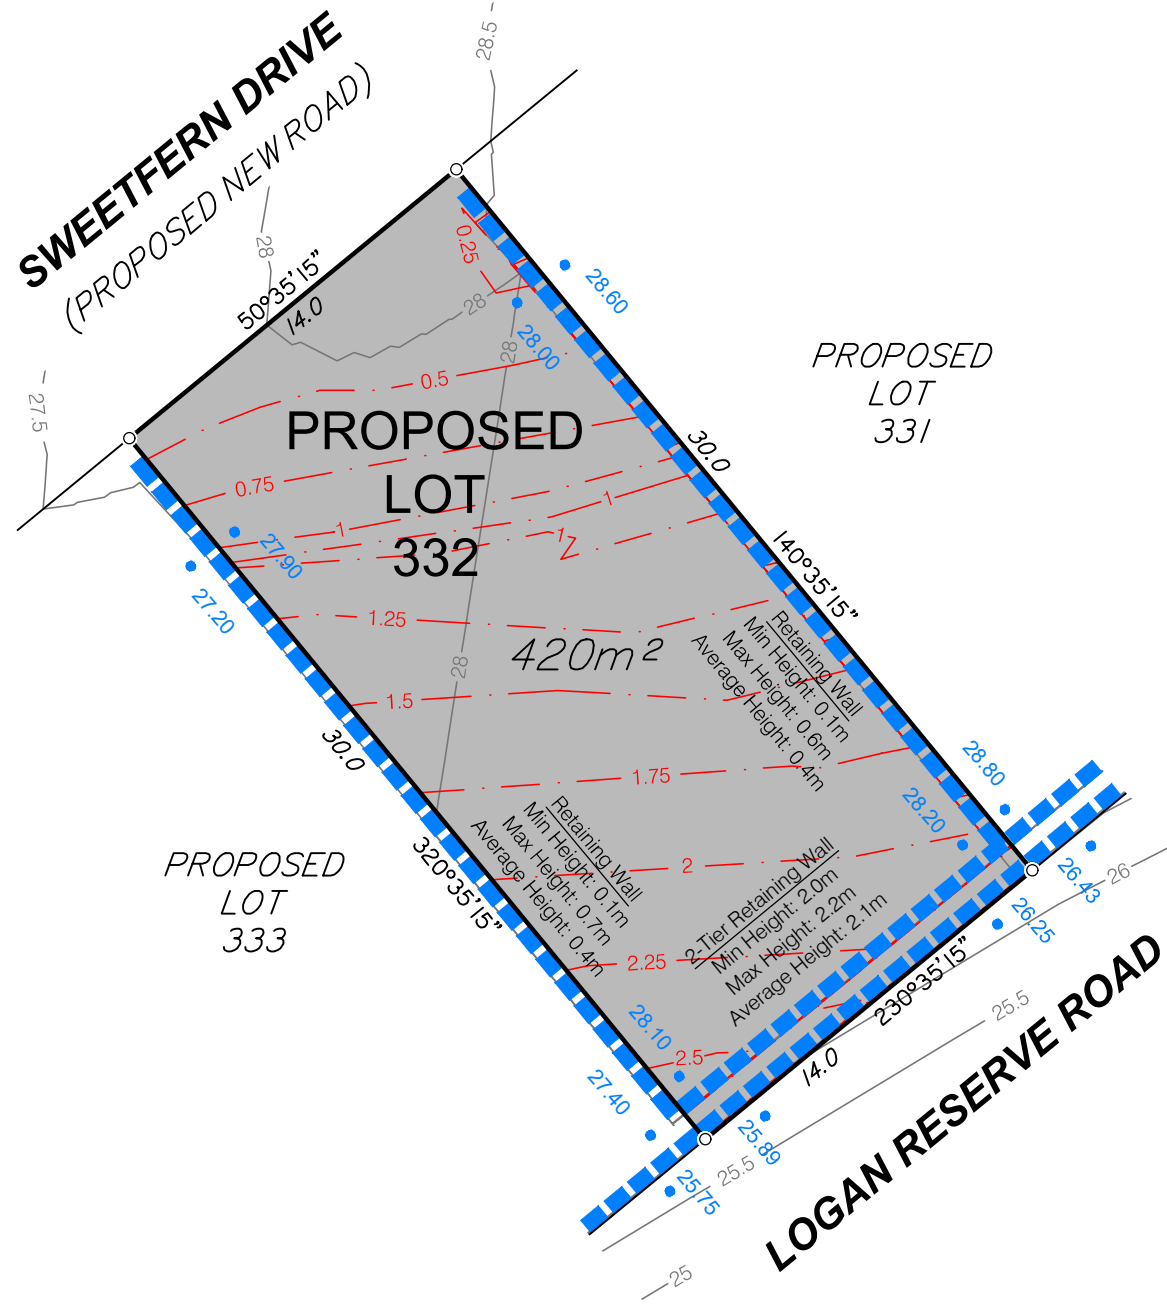 SWEETFERN DRIVE
(PROPOSED NEW ROAD)
28.5
28
27.5
50°35'15"
14.0
0.25
28
28.60
28.00
28
0.5
PROPOSED
LOT
331
PROPOSED
LOT
332
30.0
0.75
1
1
1
27.90
27.20
140°35'15"
1.25
420m²
28
Retaining Wall
Min Height: 0.1m
Max Height: 0.6m
Average Height: 0.4m
1.5
30.0
1.75
28.80
28.20
Retaining Wall
Min Height: 0.1m
Max Height: 0.7m
Average Height: 0.4m
320°35'15"
PROPOSED
LOT
333
2
2-Tier Retaining Wall
Min Height: 2.0m
Max Height: 2.2m
Average Height: 2.1m
26.43
26
26.25
2.25
230°35'15"
14.0
28.10
2.5
27.40
25.5
25.89
25.5
25.75
LOGAN RESERVE ROAD
25